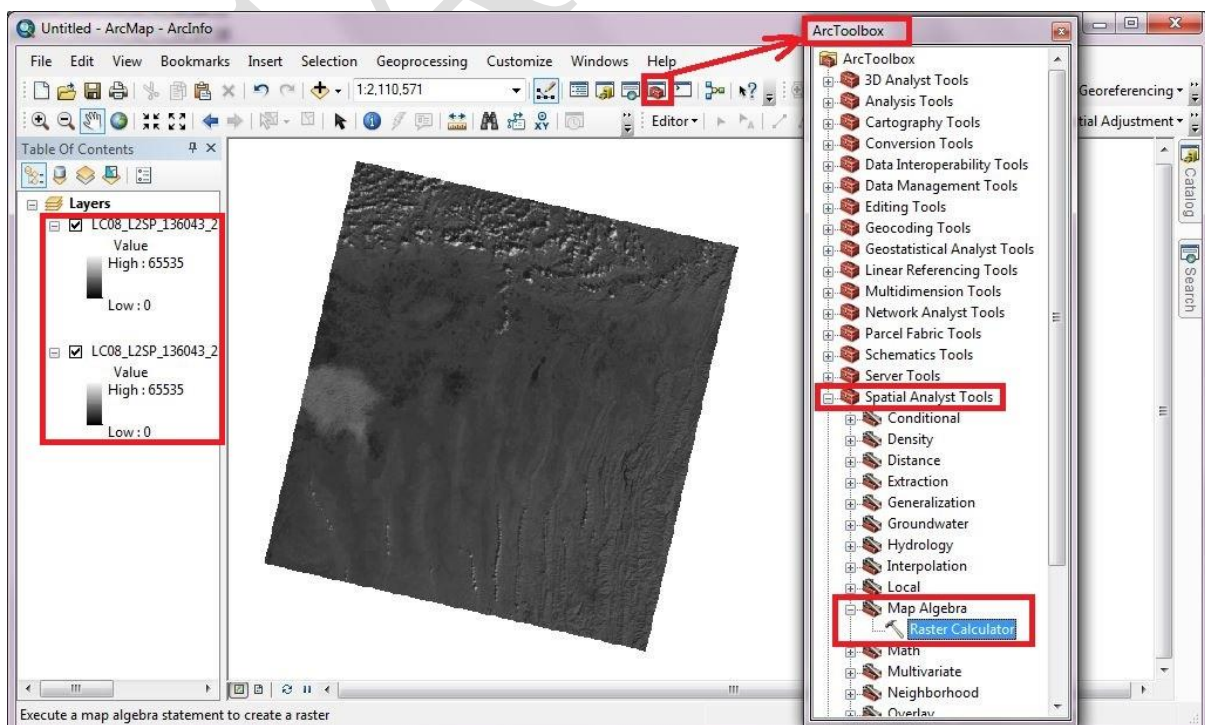 Untitled - ArcMap - ArcInfo
File Edit View Bookmarks Insert Selection Geoprocessing Customize Windows Help
1:2,110,571
Georeferencing
Editor
tial Adjustment
Table Of Contents
Layers
LC08_L2SP_136043_2
Value
High : 65535
Low : 0
LC08_L2SP_136043_2
Value
High : 65535
Low : 0
ArcToolbox
ArcToolbox
3D Analyst Tools
Analysis Tools
Cartography Tools
Conversion Tools
Data Interoperability Tools
Data Management Tools
Editing Tools
Geocoding Tools
Geostatistical Analyst Tools
Linear Referencing Tools
Multidimension Tools
Network Analyst Tools
Parcel Fabric Tools
Schematics Tools
Server Tools
Spatial Analyst Tools
Conditional
Density
Distance
Extraction
Generalization
Groundwater
Hydrology
Interpolation
Local
Map Algebra
Raster Calculator
Math
Multivariate
Neighborhood
Overlay
Catalog
Search
Execute a map algebra statement to create a raster